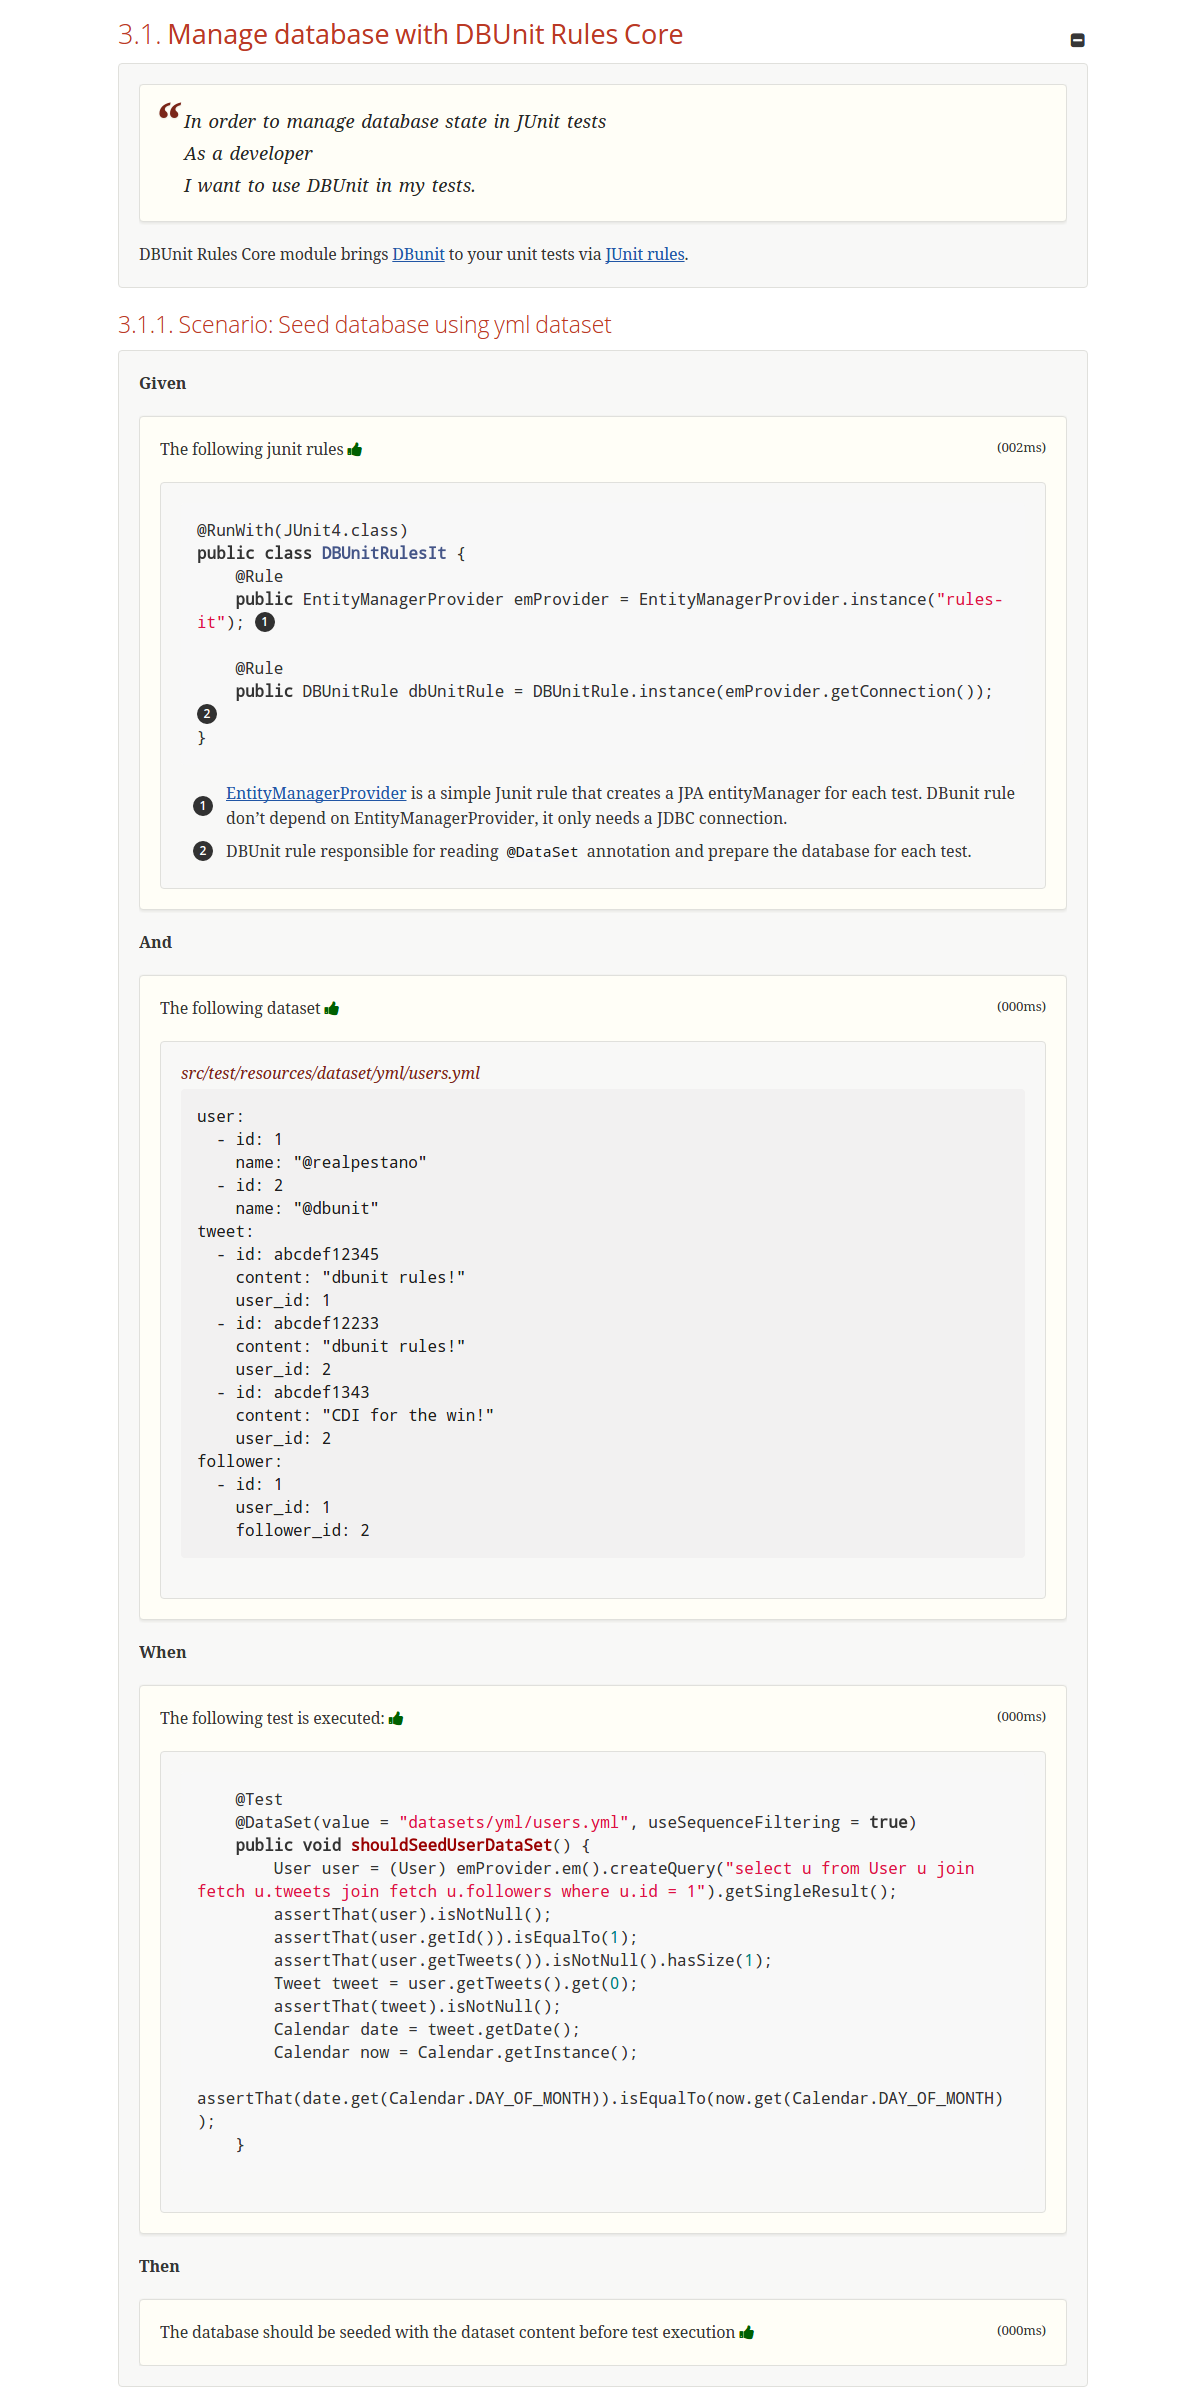 3.1. Manage database with DBUnit Rules Core
“ In order to manage database state in JUnit tests
As a developer
I want to use DBUnit in my tests.
DBUnit Rules Core module brings DBunit to your unit tests via JUnit rules.
3.1.1. Scenario: Seed database using yml dataset
Given
The following junit rules (002ms)
@RunWith(JUnit4.class)
public class DBUnitRulesIt {
    @Rule
    public EntityManagerProvider emProvider = EntityManagerProvider.instance("rules-
it"); 1
    @Rule
    public DBUnitRule dbUnitRule = DBUnitRule.instance(emProvider.getConnection());
2
}
1 EntityManagerProvider is a simple Junit rule that creates a JPA entityManager for each test. DBunit rule
don’t depend on EntityManagerProvider, it only needs a JDBC connection.
2 DBUnit rule responsible for reading @DataSet annotation and prepare the database for each test.
And
The following dataset (000ms)
src/test/resources/dataset/yml/users.yml
user:
  - id: 1
    name: "@realpestano"
  - id: 2
    name: "@dbunit"
tweet:
  - id: abcdef12345
    content: "dbunit rules!"
    user_id: 1
  - id: abcdef12233
    content: "dbunit rules!"
    user_id: 2
  - id: abcdef1343
    content: "CDI for the win!"
    user_id: 2
follower:
  - id: 1
    user_id: 1
    follower_id: 2
When
The following test is executed: (000ms)
    @Test
    @DataSet(value = "datasets/yml/users.yml", useSequenceFiltering = true)
    public void shouldSeedUserDataSet() {
        User user = (User) emProvider.em().createQuery("select u from User u join
fetch u.tweets join fetch u.followers where u.id = 1").getSingleResult();
        assertThat(user).isNotNull();
        assertThat(user.getId()).isEqualTo(1);
        assertThat(user.getTweets()).isNotNull().hasSize(1);
        Tweet tweet = user.getTweets().get(0);
        assertThat(tweet).isNotNull();
        Calendar date = tweet.getDate();
        Calendar now = Calendar.getInstance();
assertThat(date.get(Calendar.DAY_OF_MONTH)).isEqualTo(now.get(Calendar.DAY_OF_MONTH)
);
    }
Then
The database should be seeded with the dataset content before test execution (000ms)